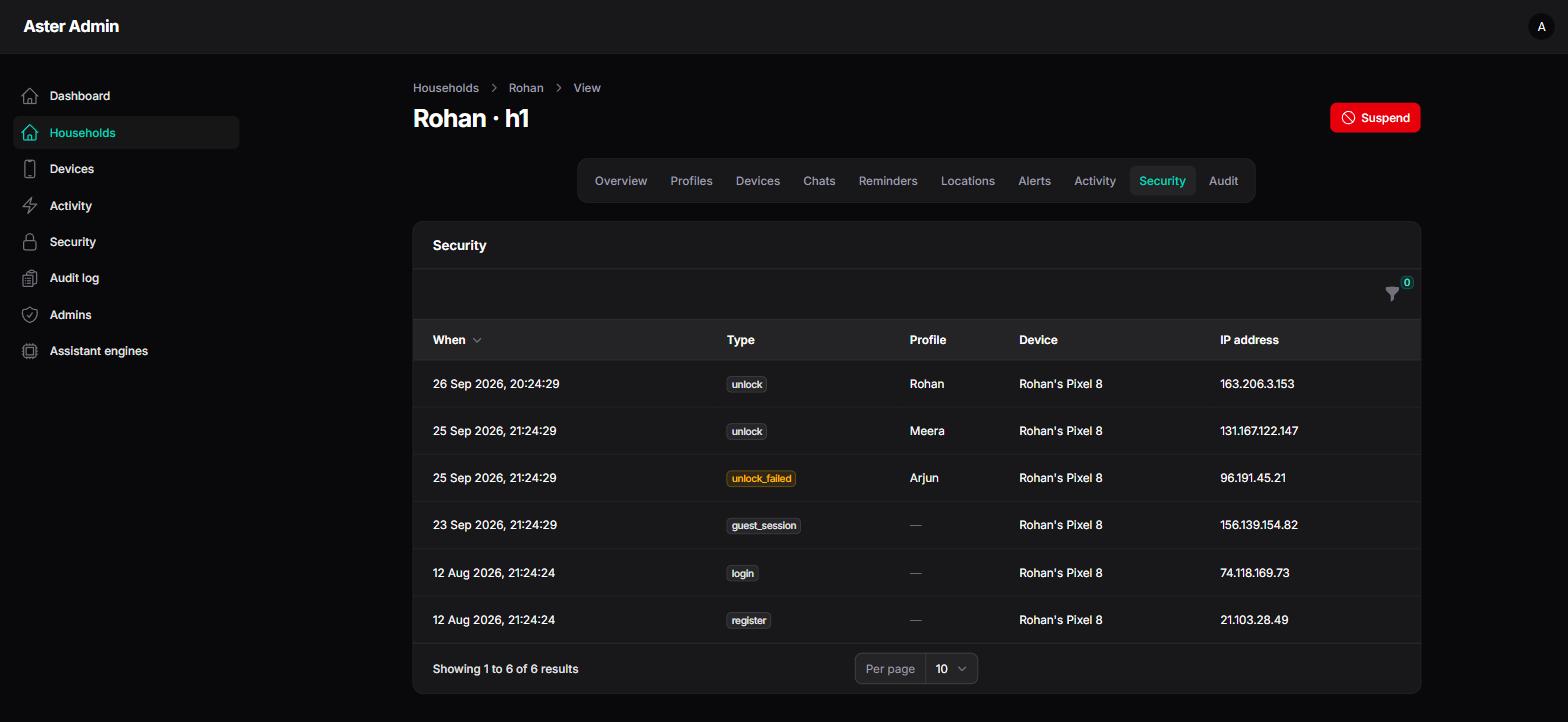 Aster Admin
A
Dashboard
Households
Devices
Activity
Security
Audit log
Admins
Assistant engines
Households > Rohan > View
Rohan · h1
Suspend
Overview Profiles Devices Chats Reminders Locations Alerts Activity Security Audit
Security
0
When Type Profile Device IP address
26 Sep 2026, 20:24:29 unlock Rohan Rohan's Pixel 8 163.206.3.153
25 Sep 2026, 21:24:29 unlock Meera Rohan's Pixel 8 131.167.122.147
25 Sep 2026, 21:24:29 unlock_failed Arjun Rohan's Pixel 8 96.191.45.21
23 Sep 2026, 21:24:29 guest_session — Rohan's Pixel 8 156.139.154.82
12 Aug 2026, 21:24:24 login — Rohan's Pixel 8 74.118.169.73
12 Aug 2026, 21:24:24 register — Rohan's Pixel 8 21.103.28.49
Showing 1 to 6 of 6 results Per page 10